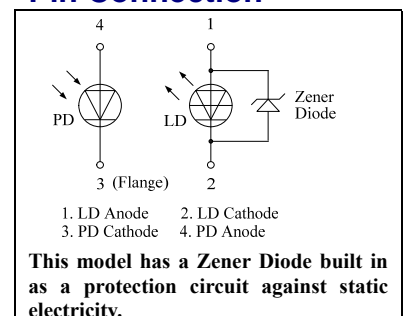 Pin Connection
4 1
PD LD Zener
Diode
3 (Flange) 2
1. LD Anode 2. LD Cathode
3. PD Cathode 4. PD Anode
This model has a Zener Diode built in
as a protection circuit against static
electricity.